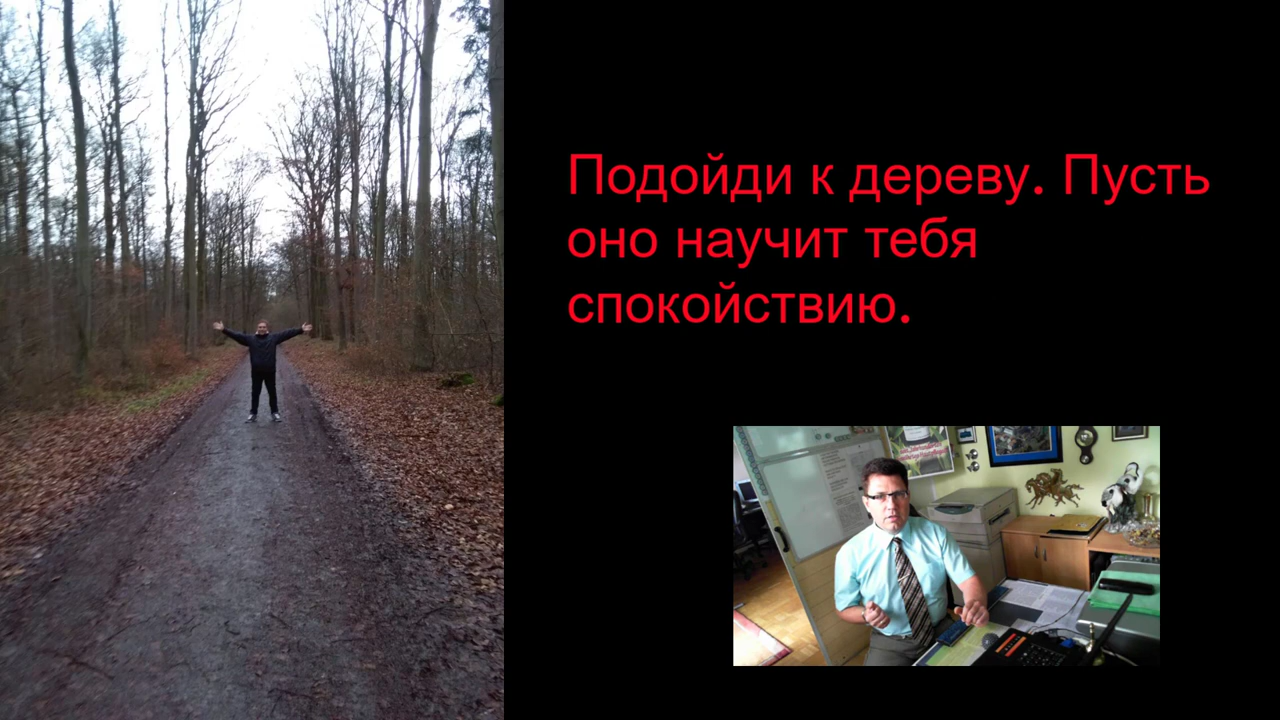 Подойди к дереву. Пусть
оно научит тебя
спокойствию.